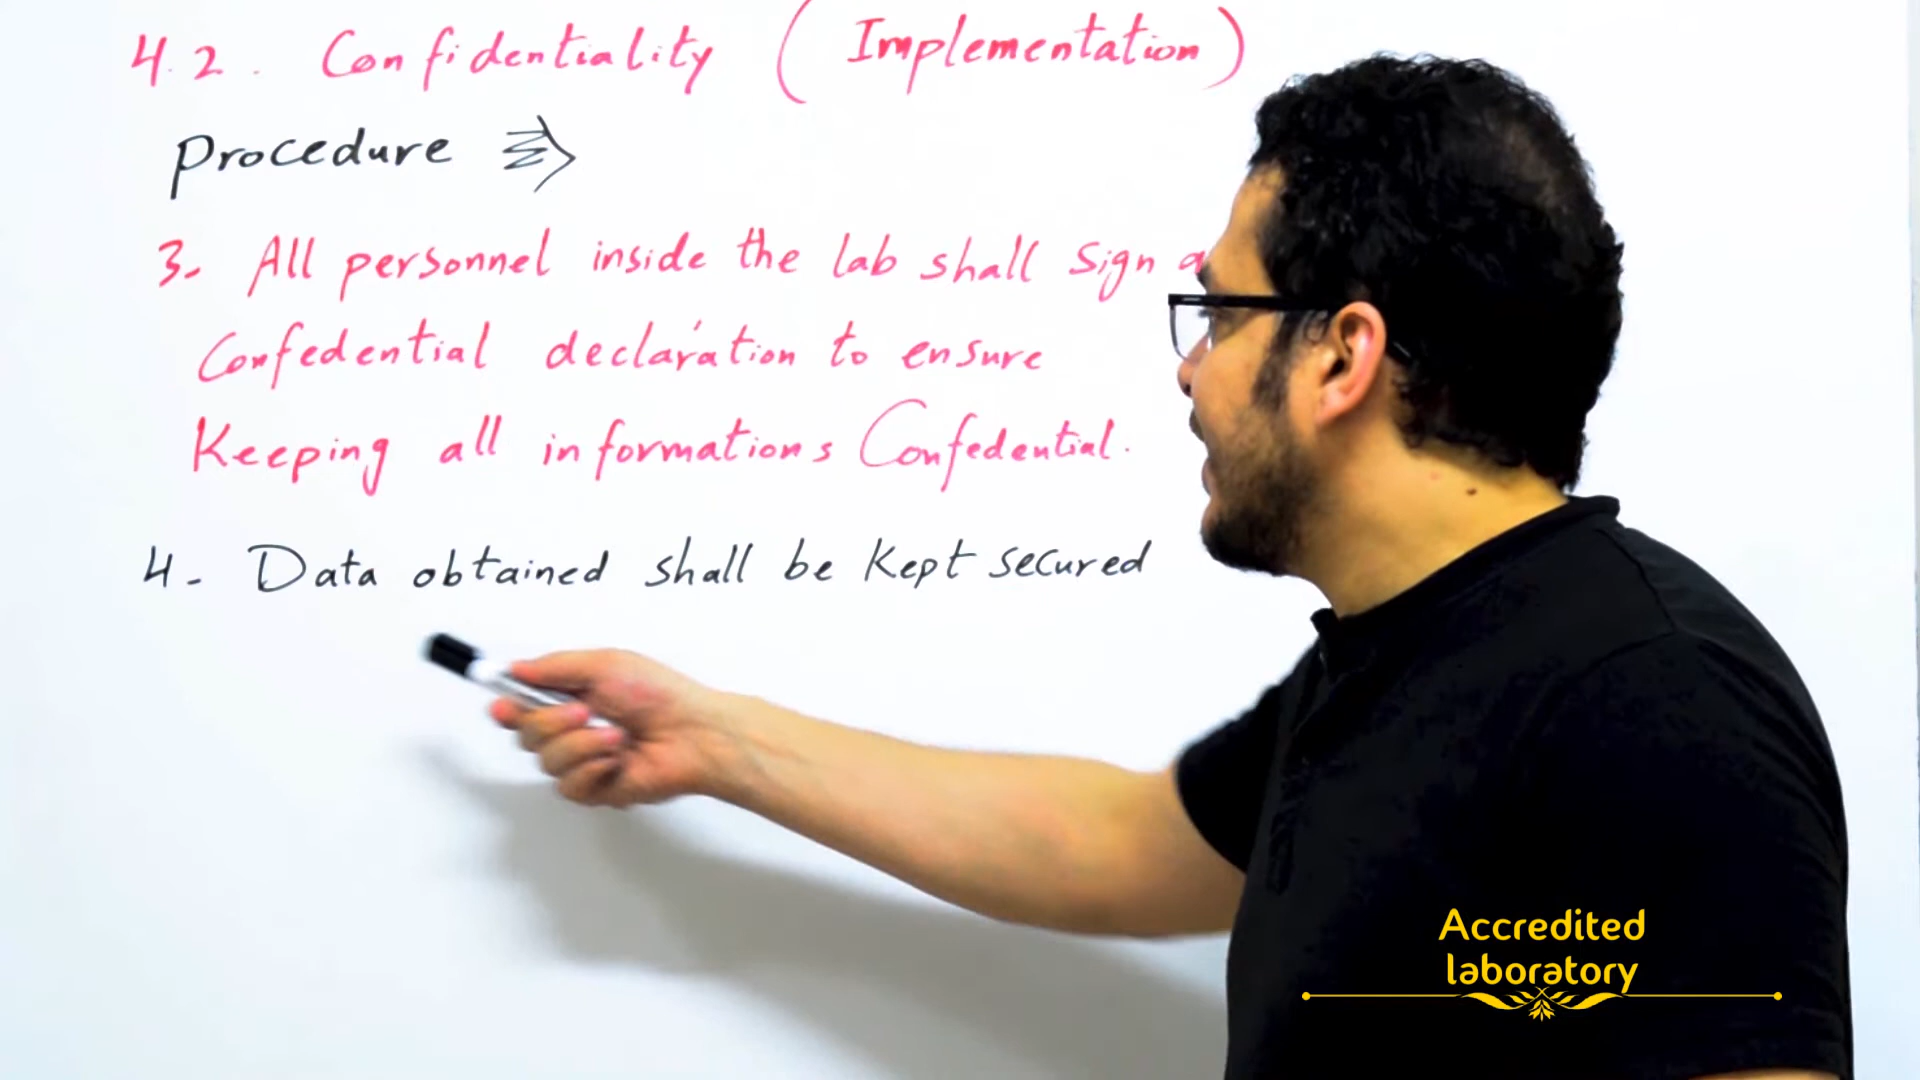 4.2. Confidentiality (Implementation)
Procedure
3- All personnel inside the lab shall sign a
Confedential declaration to ensure
Keeping all informations Confedential.
4- Data obtained shall be Kept secured
Accredited
laboratory